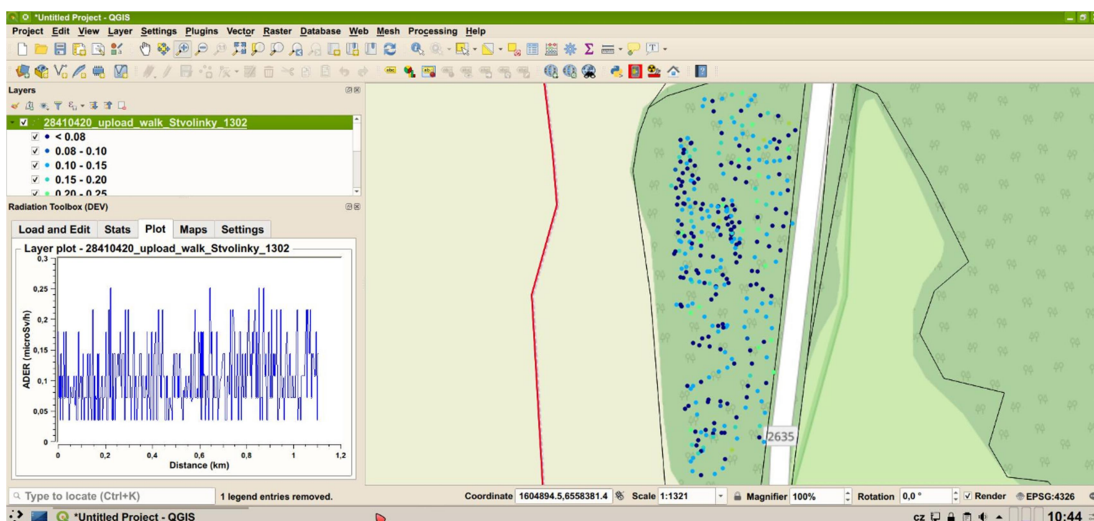 *Untitled Project - QGIS
Project Edit View Layer Settings Plugins Vector Raster Database Web Mesh Processing Help
Layers
28410420_upload_walk_Stvolinky_1302
< 0.08
0.08 - 0.10
0.10 - 0.15
0.15 - 0.20
0.20 - 0.25
Radiation Toolbox (DEV)
Load and Edit Stats Plot Maps Settings
Layer plot - 28410420_upload_walk_Stvolinky_1302
0,3
0,25
0,2
0,15
0,1
0,05
0
ADER (microSv/h)
0 0,2 0,4 0,6 0,8 1 1,2
Distance (km)
2635
Type to locate (Ctrl+K) 1 legend entries removed. Coordinate 1604894.5,6558381.4 Scale 1:1321 Magnifier 100% Rotation 0,0 ° Render EPSG:4326
*Untitled Project - QGIS cz 10:44